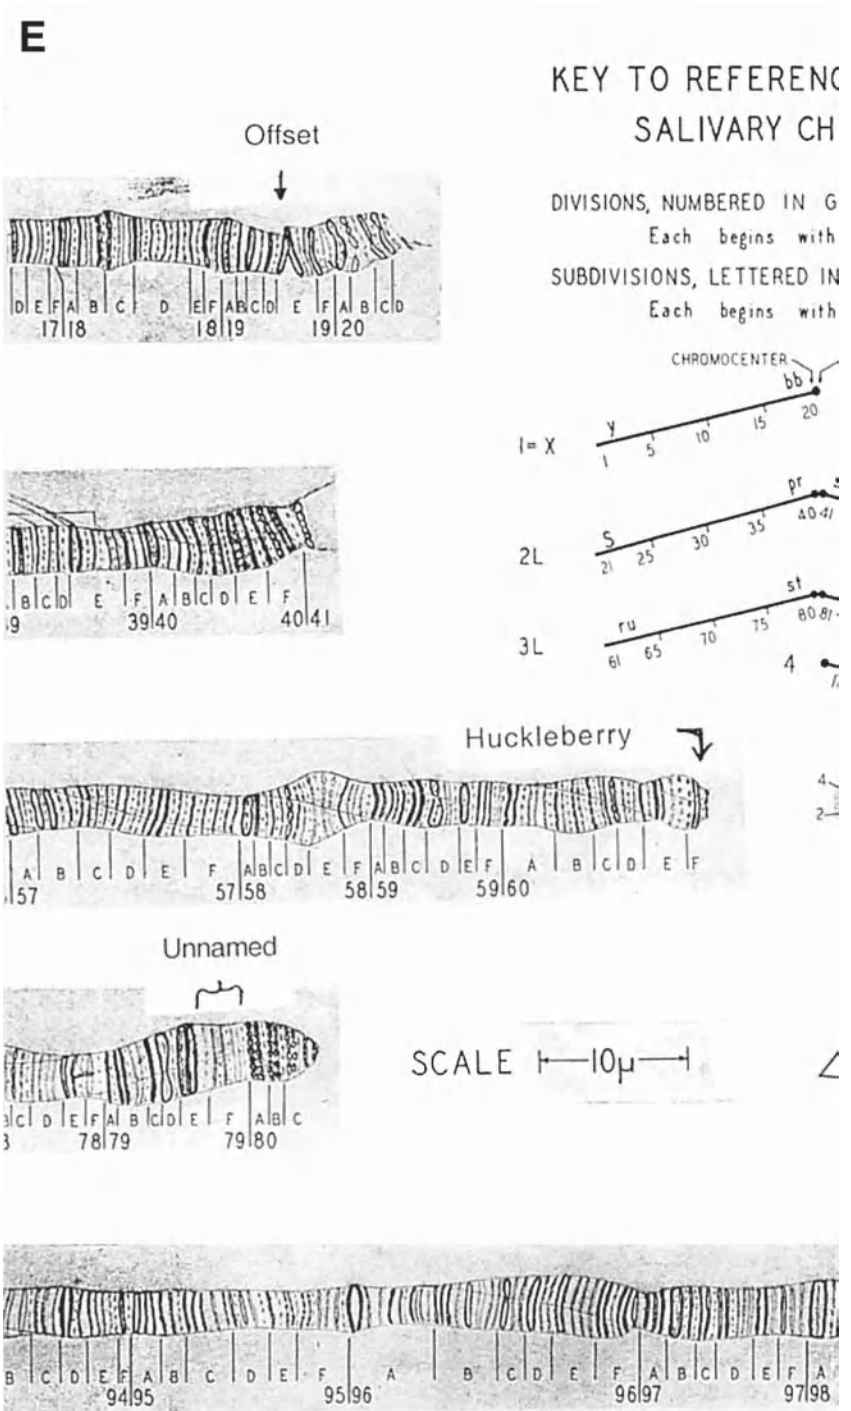 E
KEY TO REFERENC
SALIVARY CH
Offset
DIVISIONS, NUMBERED IN G
Each begins with
SUBDIVISIONS, LETTERED IN
Each begins with
D E F A B C D E F A B C D E F A B C D
17 18 18 19 19 20
CHROMOCENTER
bb
y
1 = X
1 5 10 15 20
pr
S
2L
21 25 30 35 40 41
st
ru
3L
61 65 70 75 80 81
4
B C D E F A B C D E F
39 40 40 41
Huckleberry
4
2
A B C D E F A B C D E F A B C D E F A B C D E F
57 57 58 58 59 59 60
Unnamed
SCALE 10μ
B C D E F A B C D E F A B C
78 79 79 80
B C D E F A B C D E F A B C D E F A B C D E F A
94 95 95 96 96 97 97 98